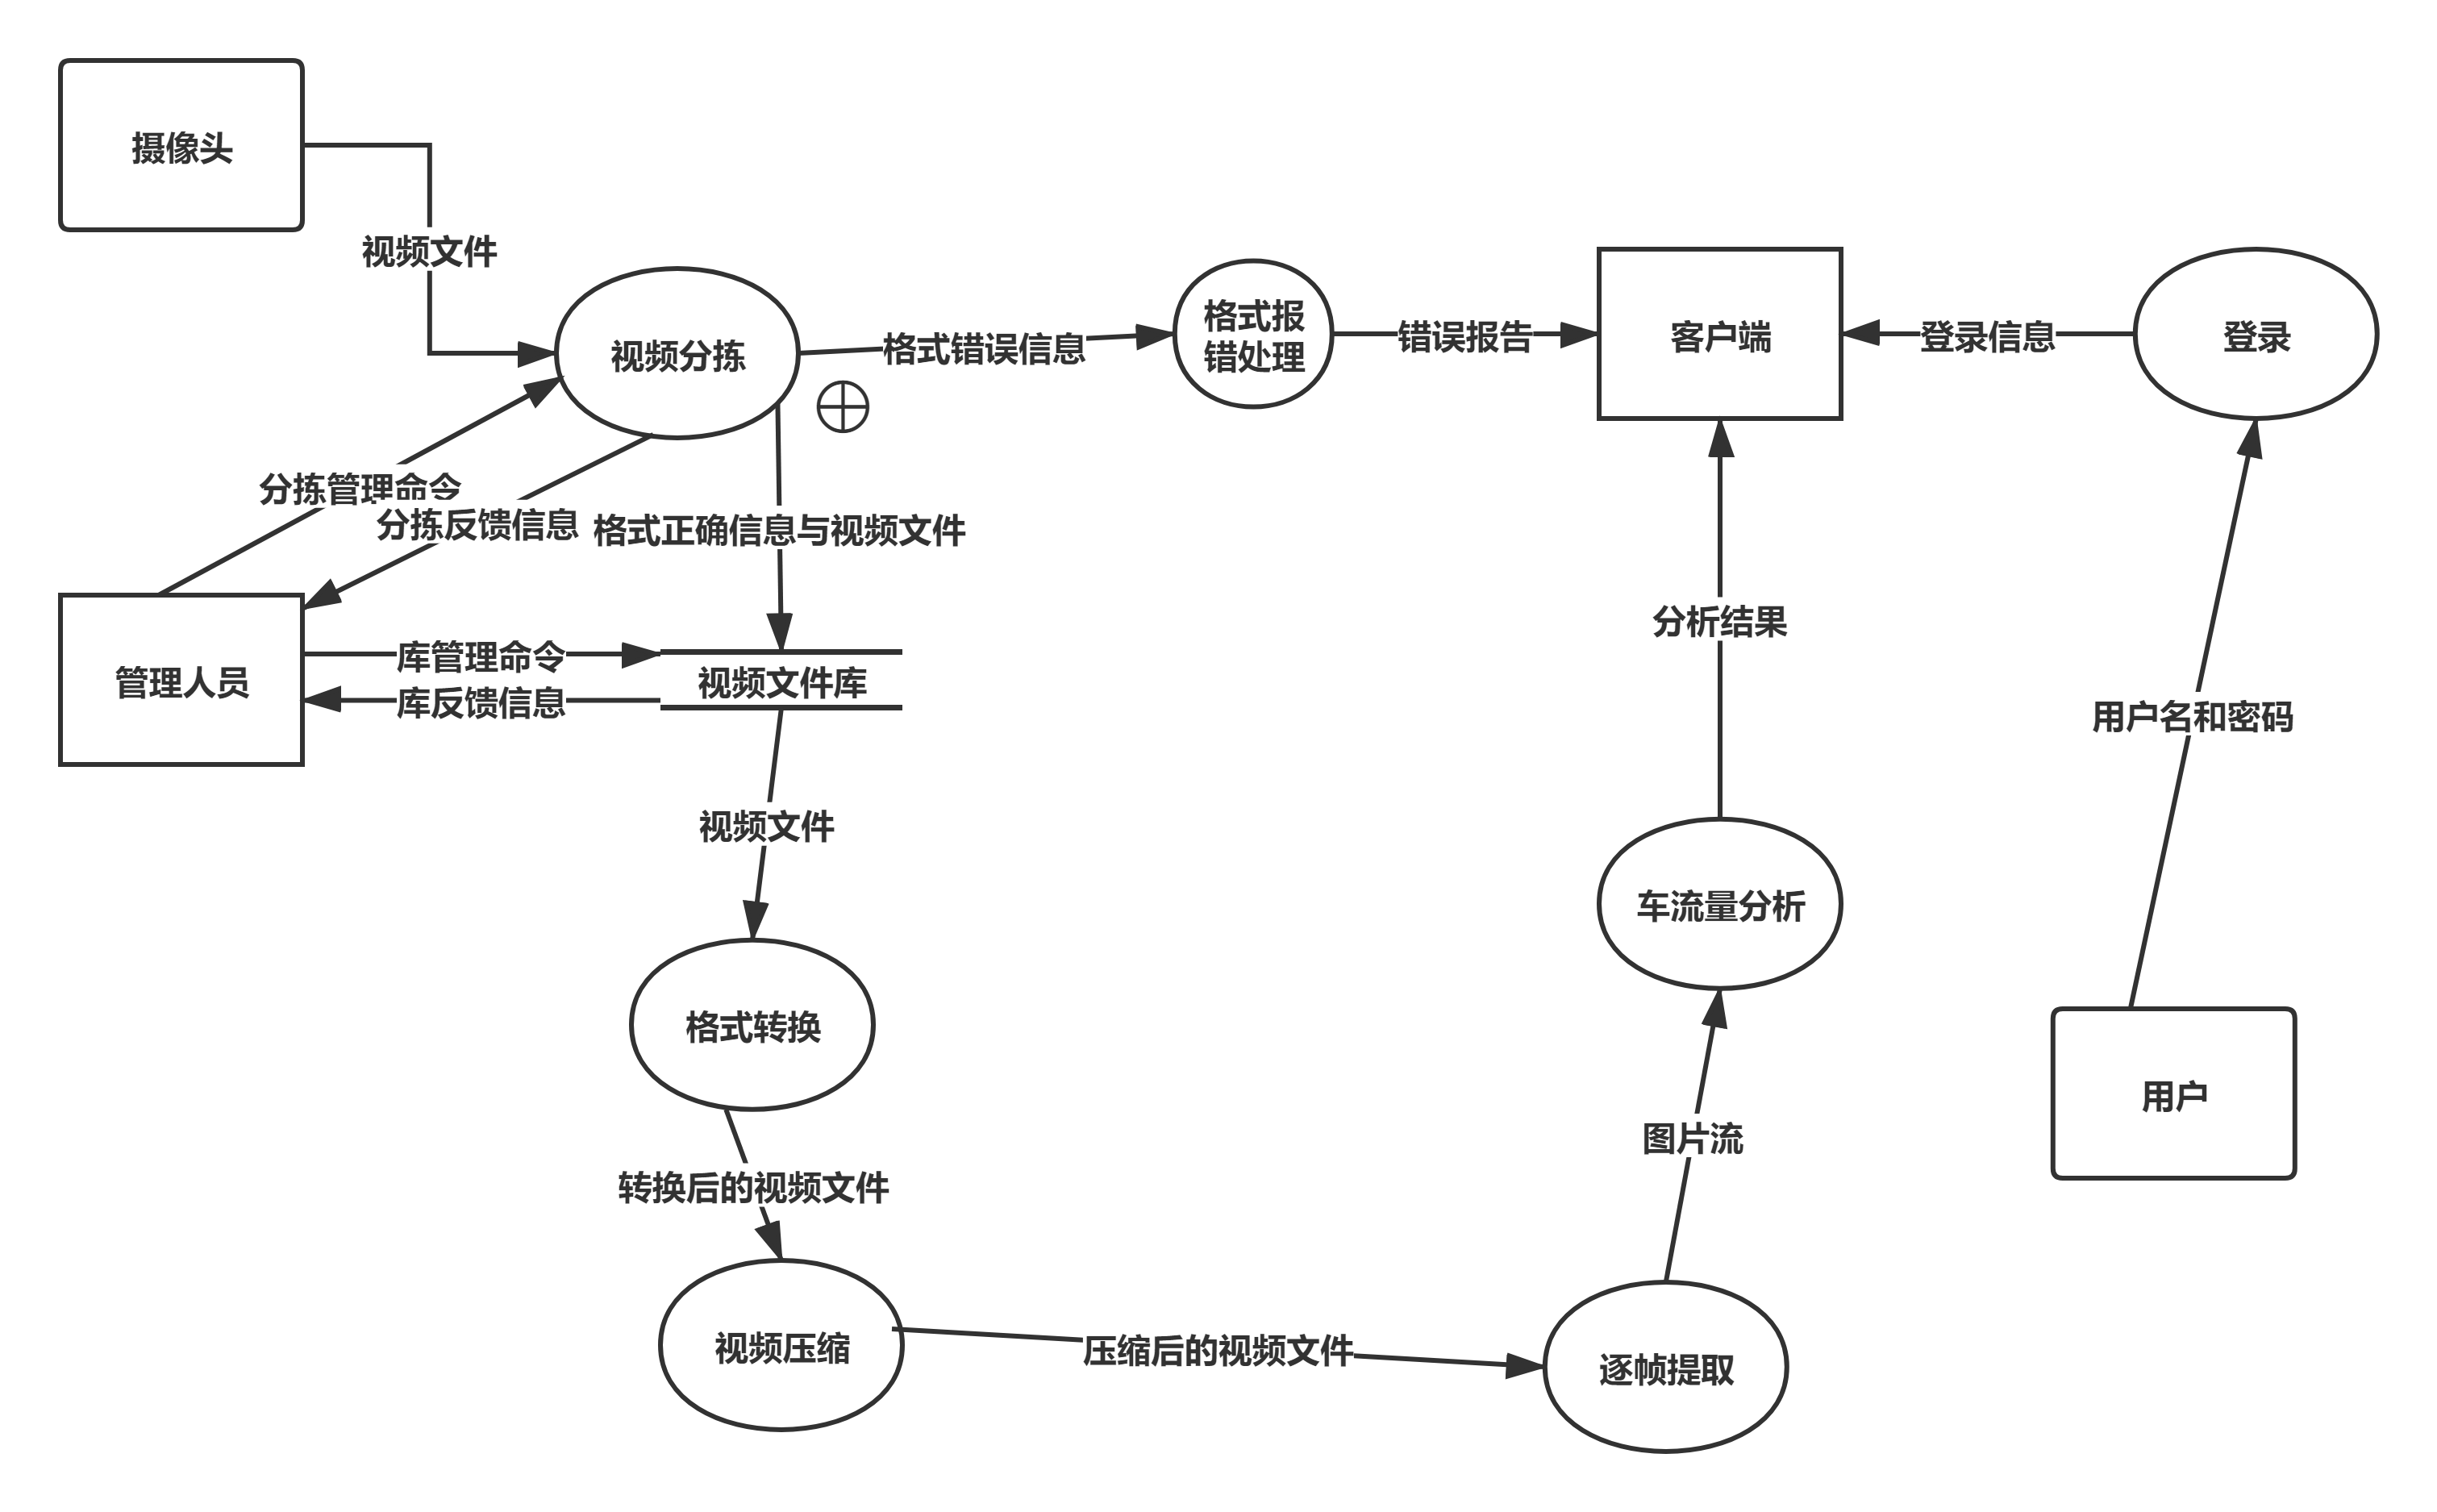 摄像头
视频文件
视频分拣
格式错误信息
格式报
错处理
错误报告
客户端
登录信息
登录
分拣管理命令
分拣反馈信息
格式正确信息与视频文件
管理人员
库管理命令
库反馈信息
视频文件库
分析结果
用户名和密码
视频文件
车流量分析
格式转换
用户
图片流
转换后的视频文件
视频压缩
压缩后的视频文件
逐帧提取